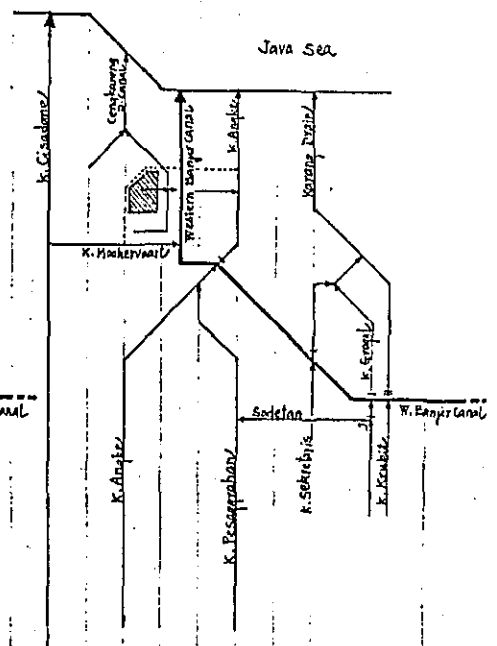 Java Sea
K. Cisadane
Cengkareng
D. Canal
Western Banjir Canal
K. Angke
Karang Drain
K. Mookervaart
K. Grogol
Sodetan
W. Banjir Canal
K. Angke
K. Pesanggrahan
K. Sekretaris
K. Krukut